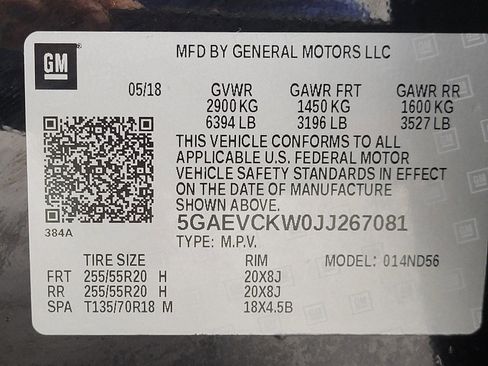 GM
MFD BY GENERAL MOTORS LLC
05/18 GVWR GAWR FRT GAWR RR
2900 KG 1450 KG 1600 KG
6394 LB 3196 LB 3527 LB
THIS VEHICLE CONFORMS TO ALL
APPLICABLE U.S. FEDERAL MOTOR
VEHICLE SAFETY STANDARDS IN EFFECT
ON THE DATE OF MANUFACTURE
SHOWN ABOVE.
384A 5GAEVCKW0JJ267081
TYPE: M.P.V.
TIRE SIZE RIM MODEL: 014ND56
FRT 255/55R20 H 20X8J
RR 255/55R20 H 20X8J
SPA T135/70R18 M 18X4.5B